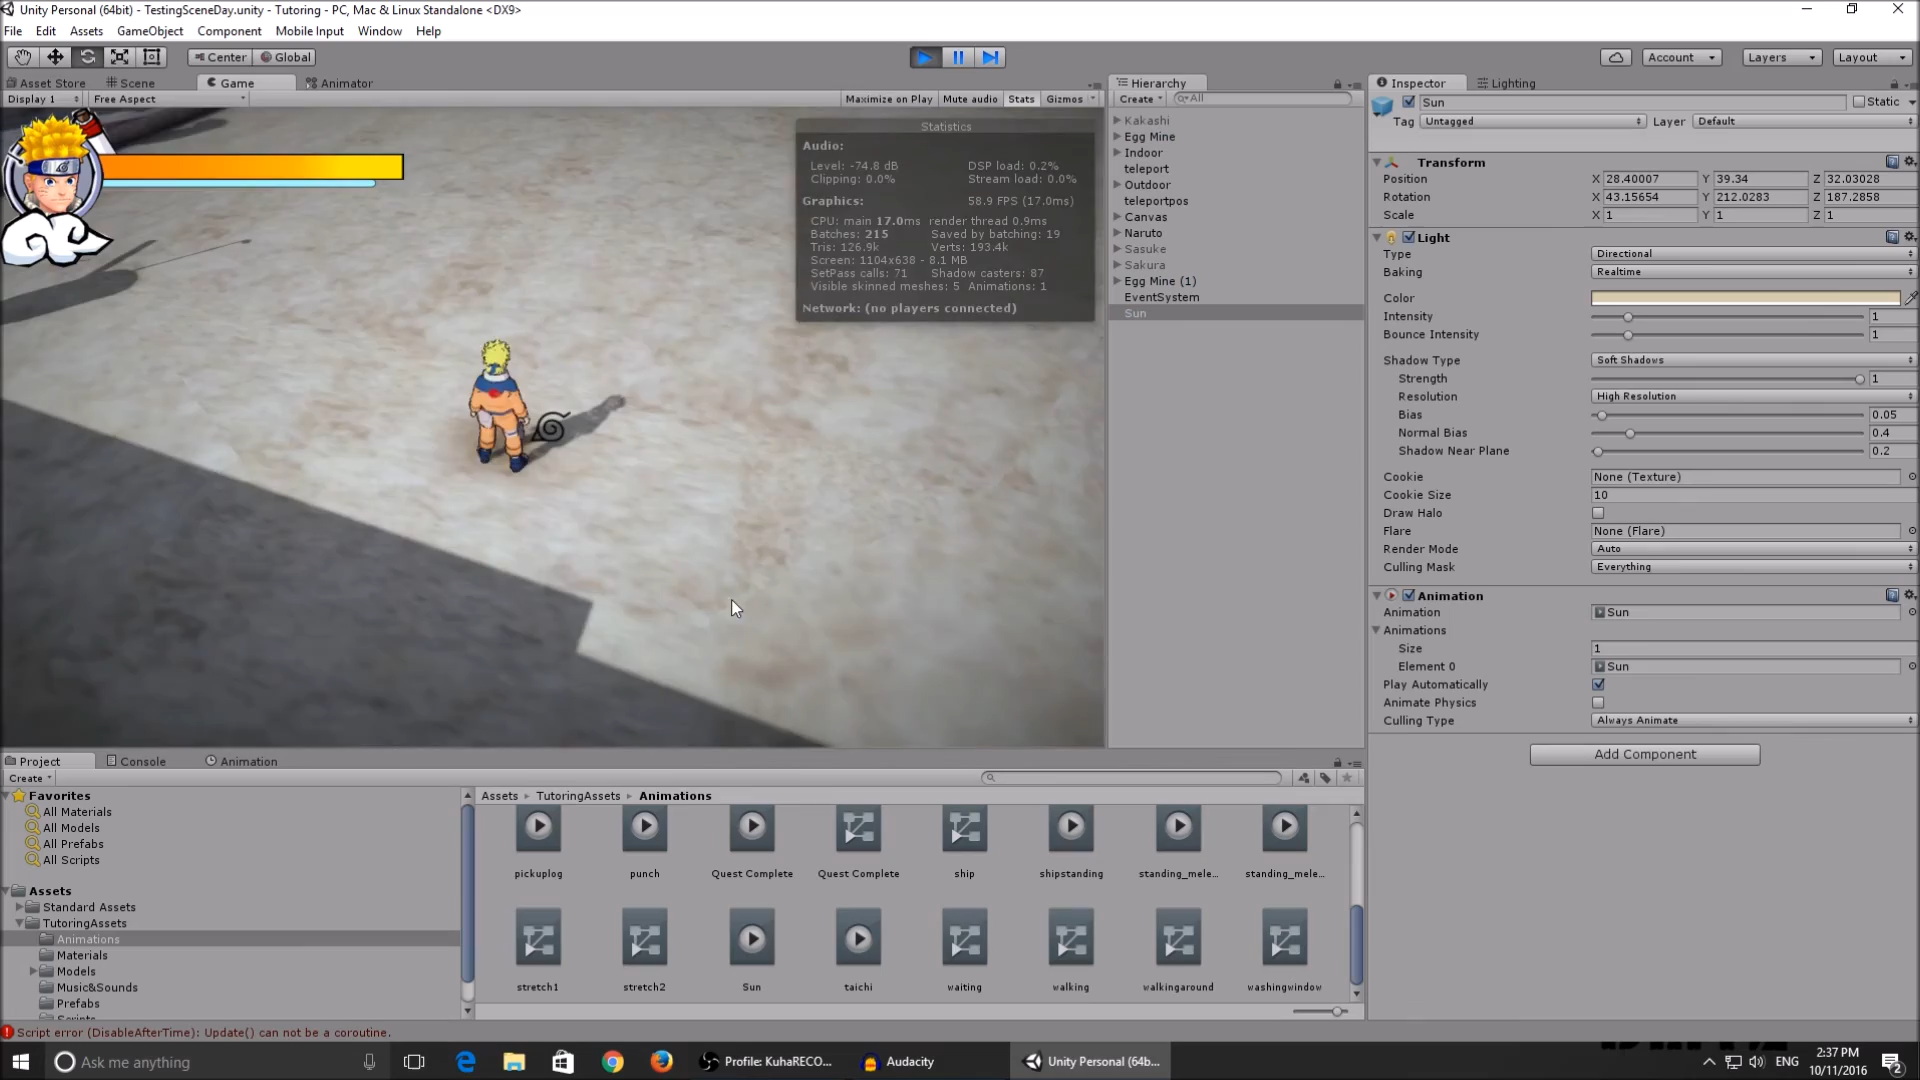 Unity Personal (64bit) - TestingSceneDay.unity - Tutoring - PC, Mac & Linux Standalone <DX9>
File Edit Assets GameObject Component Mobile Input Window Help
Center Global Account Layers Layout
Asset Store Scene Game Animator
Display 1 Free Aspect Maximize on Play Mute audio Stats Gizmos
Statistics
Audio:
Level: -74.8 dB DSP load: 0.2%
Clipping: 0.0% Stream load: 0.0%
Graphics: 58.9 FPS (17.0ms)
CPU: main 17.0ms render thread 0.9ms
Batches: 215 Saved by batching: 19
Tris: 126.9k Verts: 193.4k
Screen: 1104x638 - 8.1 MB
SetPass calls: 71 Shadow casters: 87
Visible skinned meshes: 5 Animations: 1
Network: (no players connected)
Hierarchy
Create All
Kakashi
Egg Mine
Indoor
teleport
Outdoor
teleportpos
Canvas
Naruto
Sasuke
Sakura
Egg Mine (1)
EventSystem
Sun
Inspector Lighting
Sun Static
Tag Untagged Layer Default
Transform
Position X 28.40007 Y 39.34 Z 32.03028
Rotation X 43.15654 Y 212.0283 Z 187.2858
Scale X 1 Y 1 Z 1
Light
Type Directional
Baking Realtime
Color
Intensity 1
Bounce Intensity 1
Shadow Type Soft Shadows
Strength 1
Resolution High Resolution
Bias 0.05
Normal Bias 0.4
Shadow Near Plane 0.2
Cookie None (Texture)
Cookie Size 10
Draw Halo
Flare None (Flare)
Render Mode Auto
Culling Mask Everything
Animation
Animation Sun
Animations
Size 1
Element 0 Sun
Play Automatically
Animate Physics
Culling Type Always Animate
Add Component
Project Console Animation
Create
Favorites
All Materials
All Models
All Prefabs
All Scripts
Assets
Standard Assets
TutoringAssets
Animations
Materials
Models
Music&Sounds
Prefabs
Scripts
Assets TutoringAssets Animations
pickuplog punch Quest Complete Quest Complete ship shipstanding standing_mele... standing_mele...
stretch1 stretch2 Sun taichi waiting walking walkingaround washingwindow
Script error (DisableAfterTime): Update() can not be a coroutine.
Ask me anything Profile: KuhaRECO... Audacity Unity Personal (64b... ENG 2:37 PM
10/11/2016 2